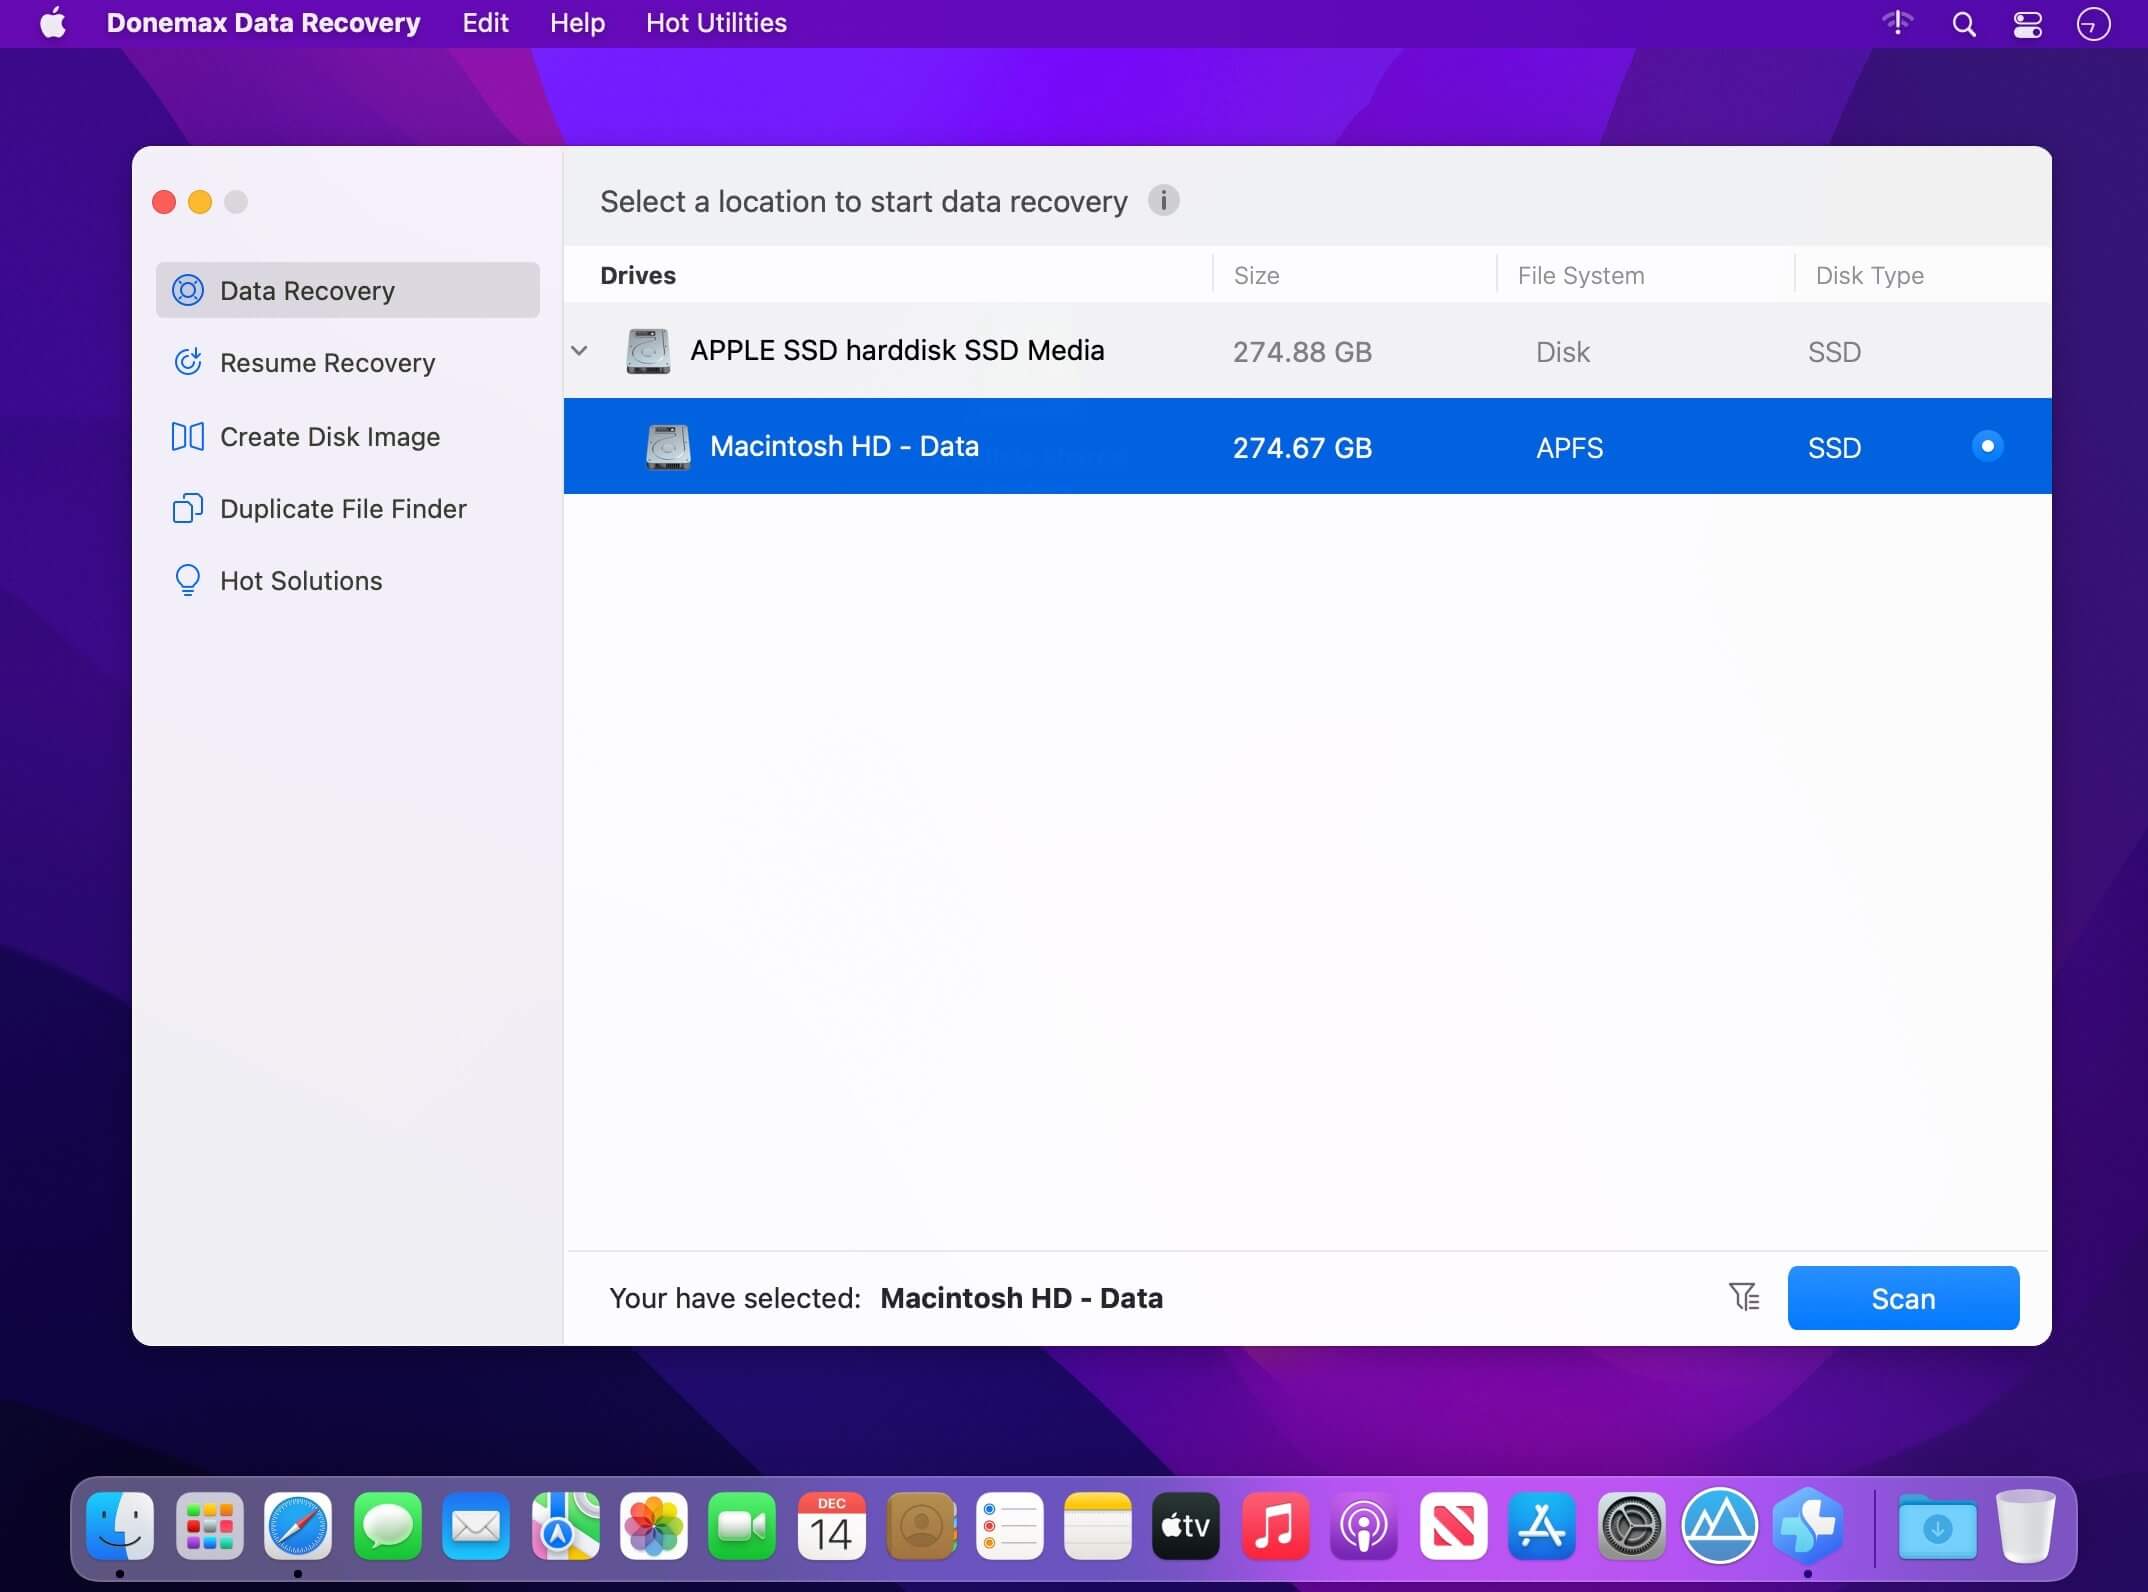 Donemax Data Recovery Edit Help Hot Utilities
Select a location to start data recovery
Data Recovery
Resume Recovery
Create Disk Image
Duplicate File Finder
Hot Solutions
Drives Size File System Disk Type
APPLE SSD harddisk SSD Media 274.88 GB Disk SSD
Macintosh HD - Data 274.67 GB APFS SSD
Your have selected: Macintosh HD - Data
Scan
DEC
14
tv